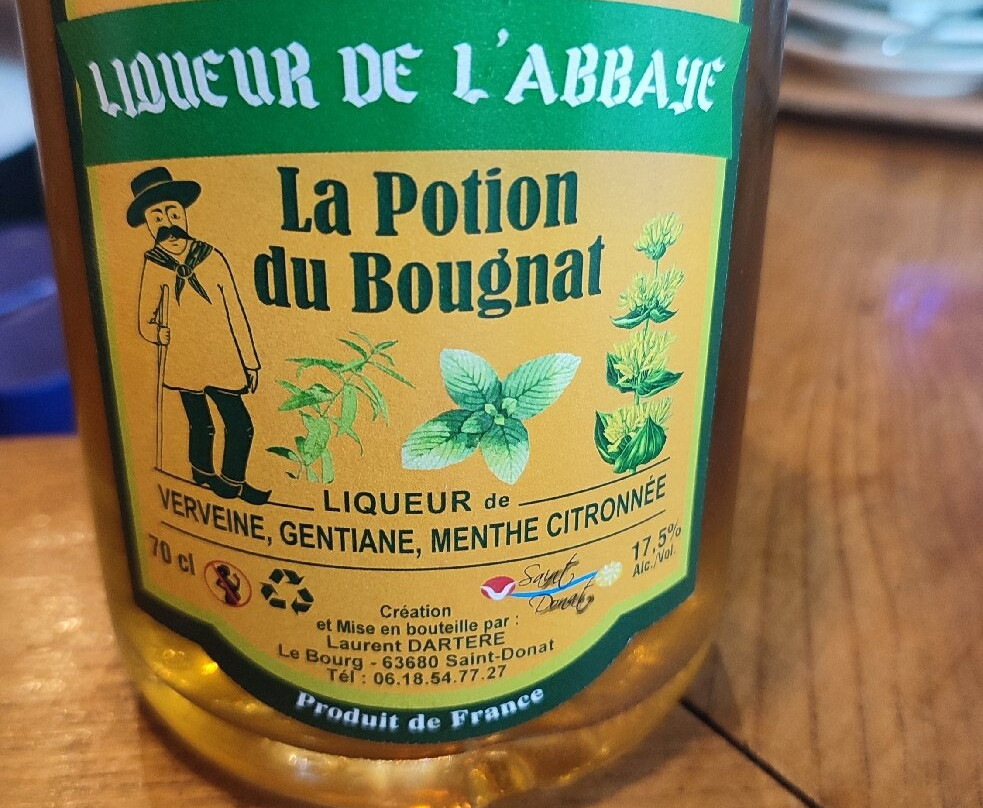 LIQUEUR DE L'ABBAYE
La Potion
du Bougnat
LIQUEUR de
VERVEINE, GENTIANE, MENTHE CITRONNÉE
70 cl
17,5%
Alc./Vol.
Saint
Donat
Création
et Mise en bouteille par :
Laurent DARTERE
Le Bourg - 63680 Saint-Donat
Tél : 06.18.54.77.27
Produit de France